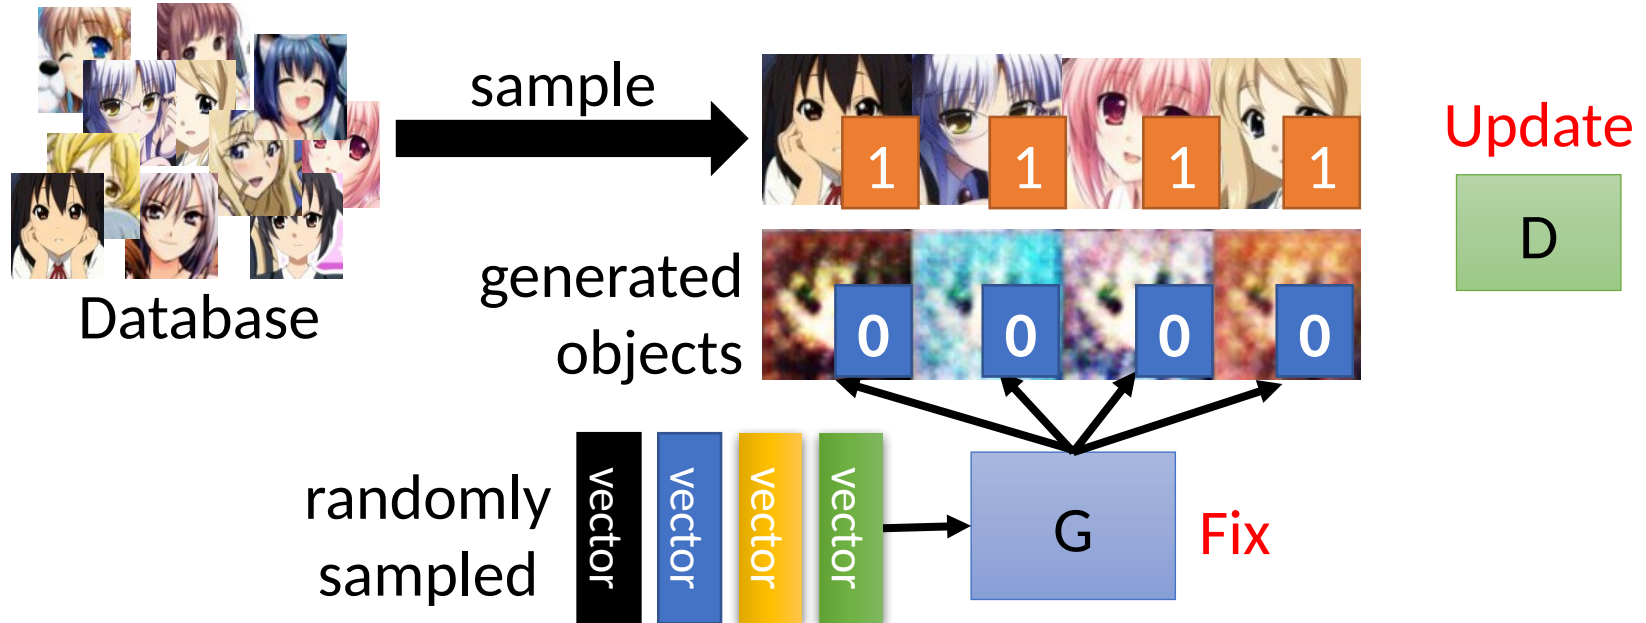 sample
Update
1 1 1 1
D
Database
generated
objects
0 0 0 0
randomly
sampled
vector
vector
vector
vector
G
Fix